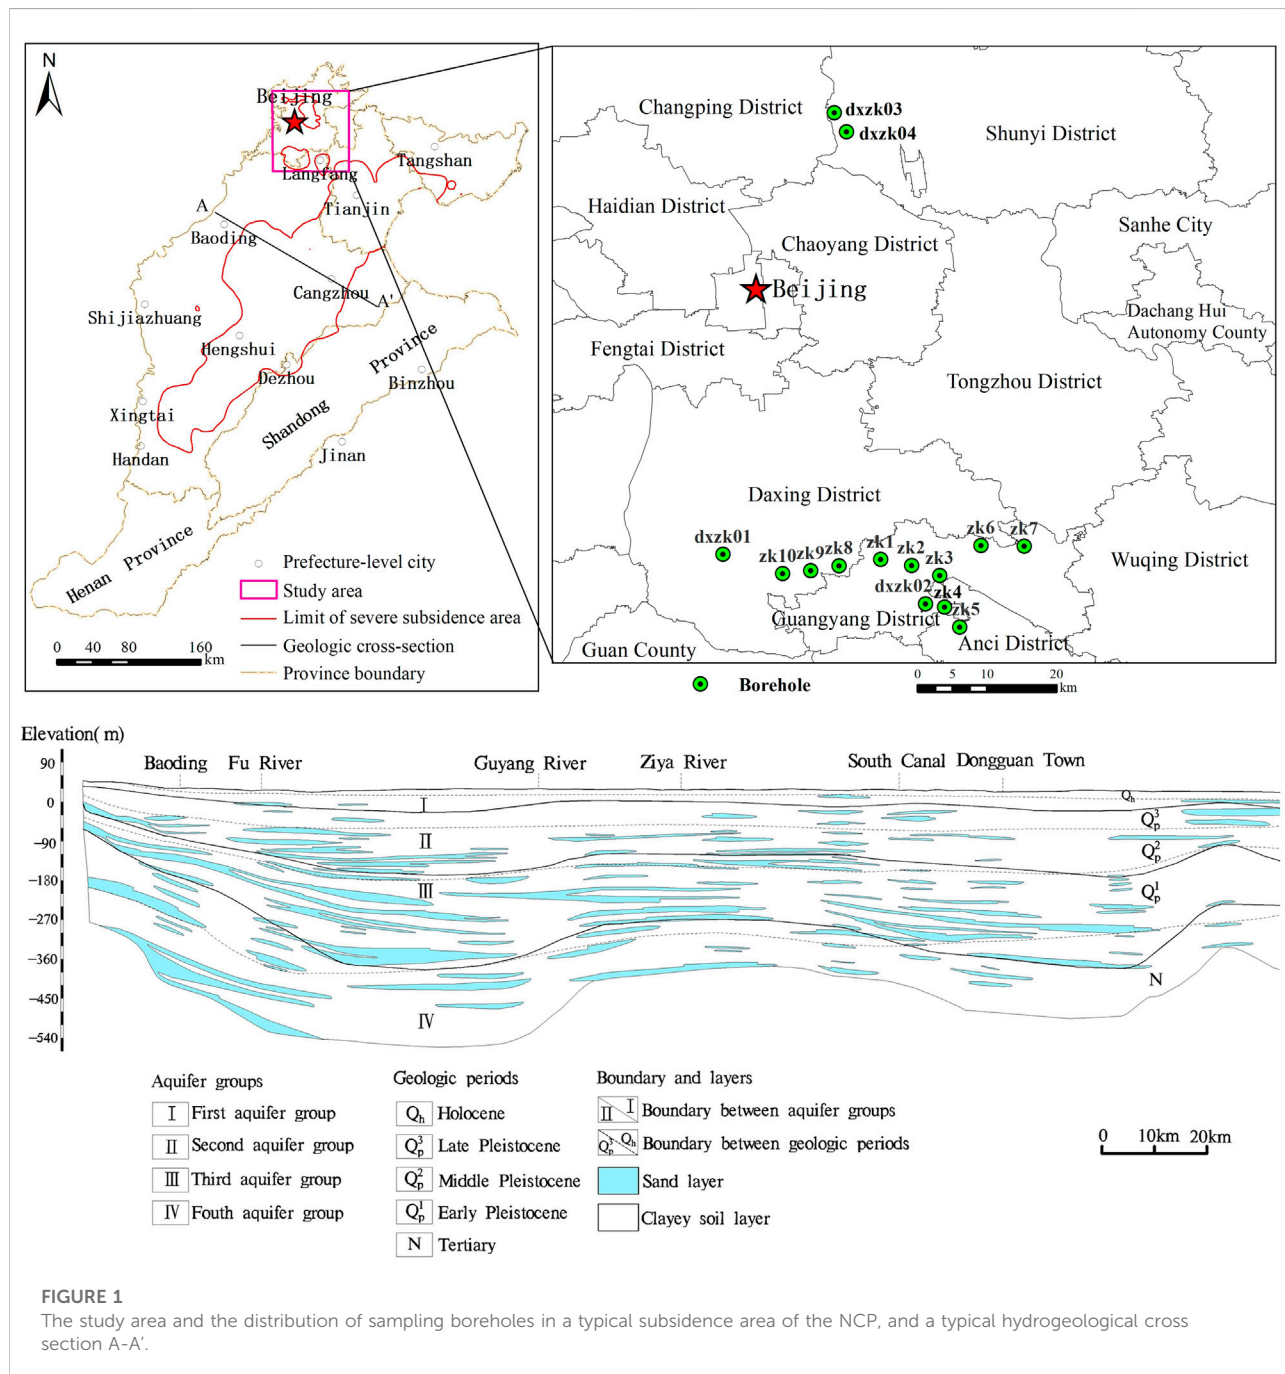 N
Beijing
Tangshan
Langfang
Tianjin
A
Baoding
Cangzhou
A'
Shijiazhuang
Hengshui
Province
Dezhou
Binzhou
Xingtai
Shandong
Handan
Jinan
Henan Province
Prefecture-level city
Study area
Limit of severe subsidence area
Geologic cross-section
Province boundary
0 40 80 160 km
Changping District
dxzk03
dxzk04
Shunyi District
Haidian District
Sanhe City
Chaoyang District
Beijing
Dachang Hui
Autonomy County
Fengtai District
Tongzhou District
Daxing District
dxzk01
zk10
zk9
zk8
zk1
zk2
zk3
zk6
zk7
Wuqing District
dxzk02
zk4
zk5
Guangyang District
Guan County
Anci District
Borehole
0 5 10 20
km
Elevation( m)
Baoding Fu River Guyang River Ziya River South Canal Dongguan Town
90
0
-90
-180
-270
-360
-450
-540
I
II
III
IV
Qh
Qp3
Qp2
Qp1
N
Aquifer groups
I First aquifer group
II Second aquifer group
III Third aquifer group
IV Fouth aquifer group
Geologic periods
Qh Holocene
Qp3 Late Pleistocene
Qp2 Middle Pleistocene
Qp1 Early Pleistocene
N Tertiary
Boundary and layers
II I Boundary between aquifer groups
Qp3 Qh Boundary between geologic periods
Sand layer
Clayey soil layer
0 10km 20km
FIGURE 1
The study area and the distribution of sampling boreholes in a typical subsidence area of the NCP, and a typical hydrogeological cross
section A-A'.